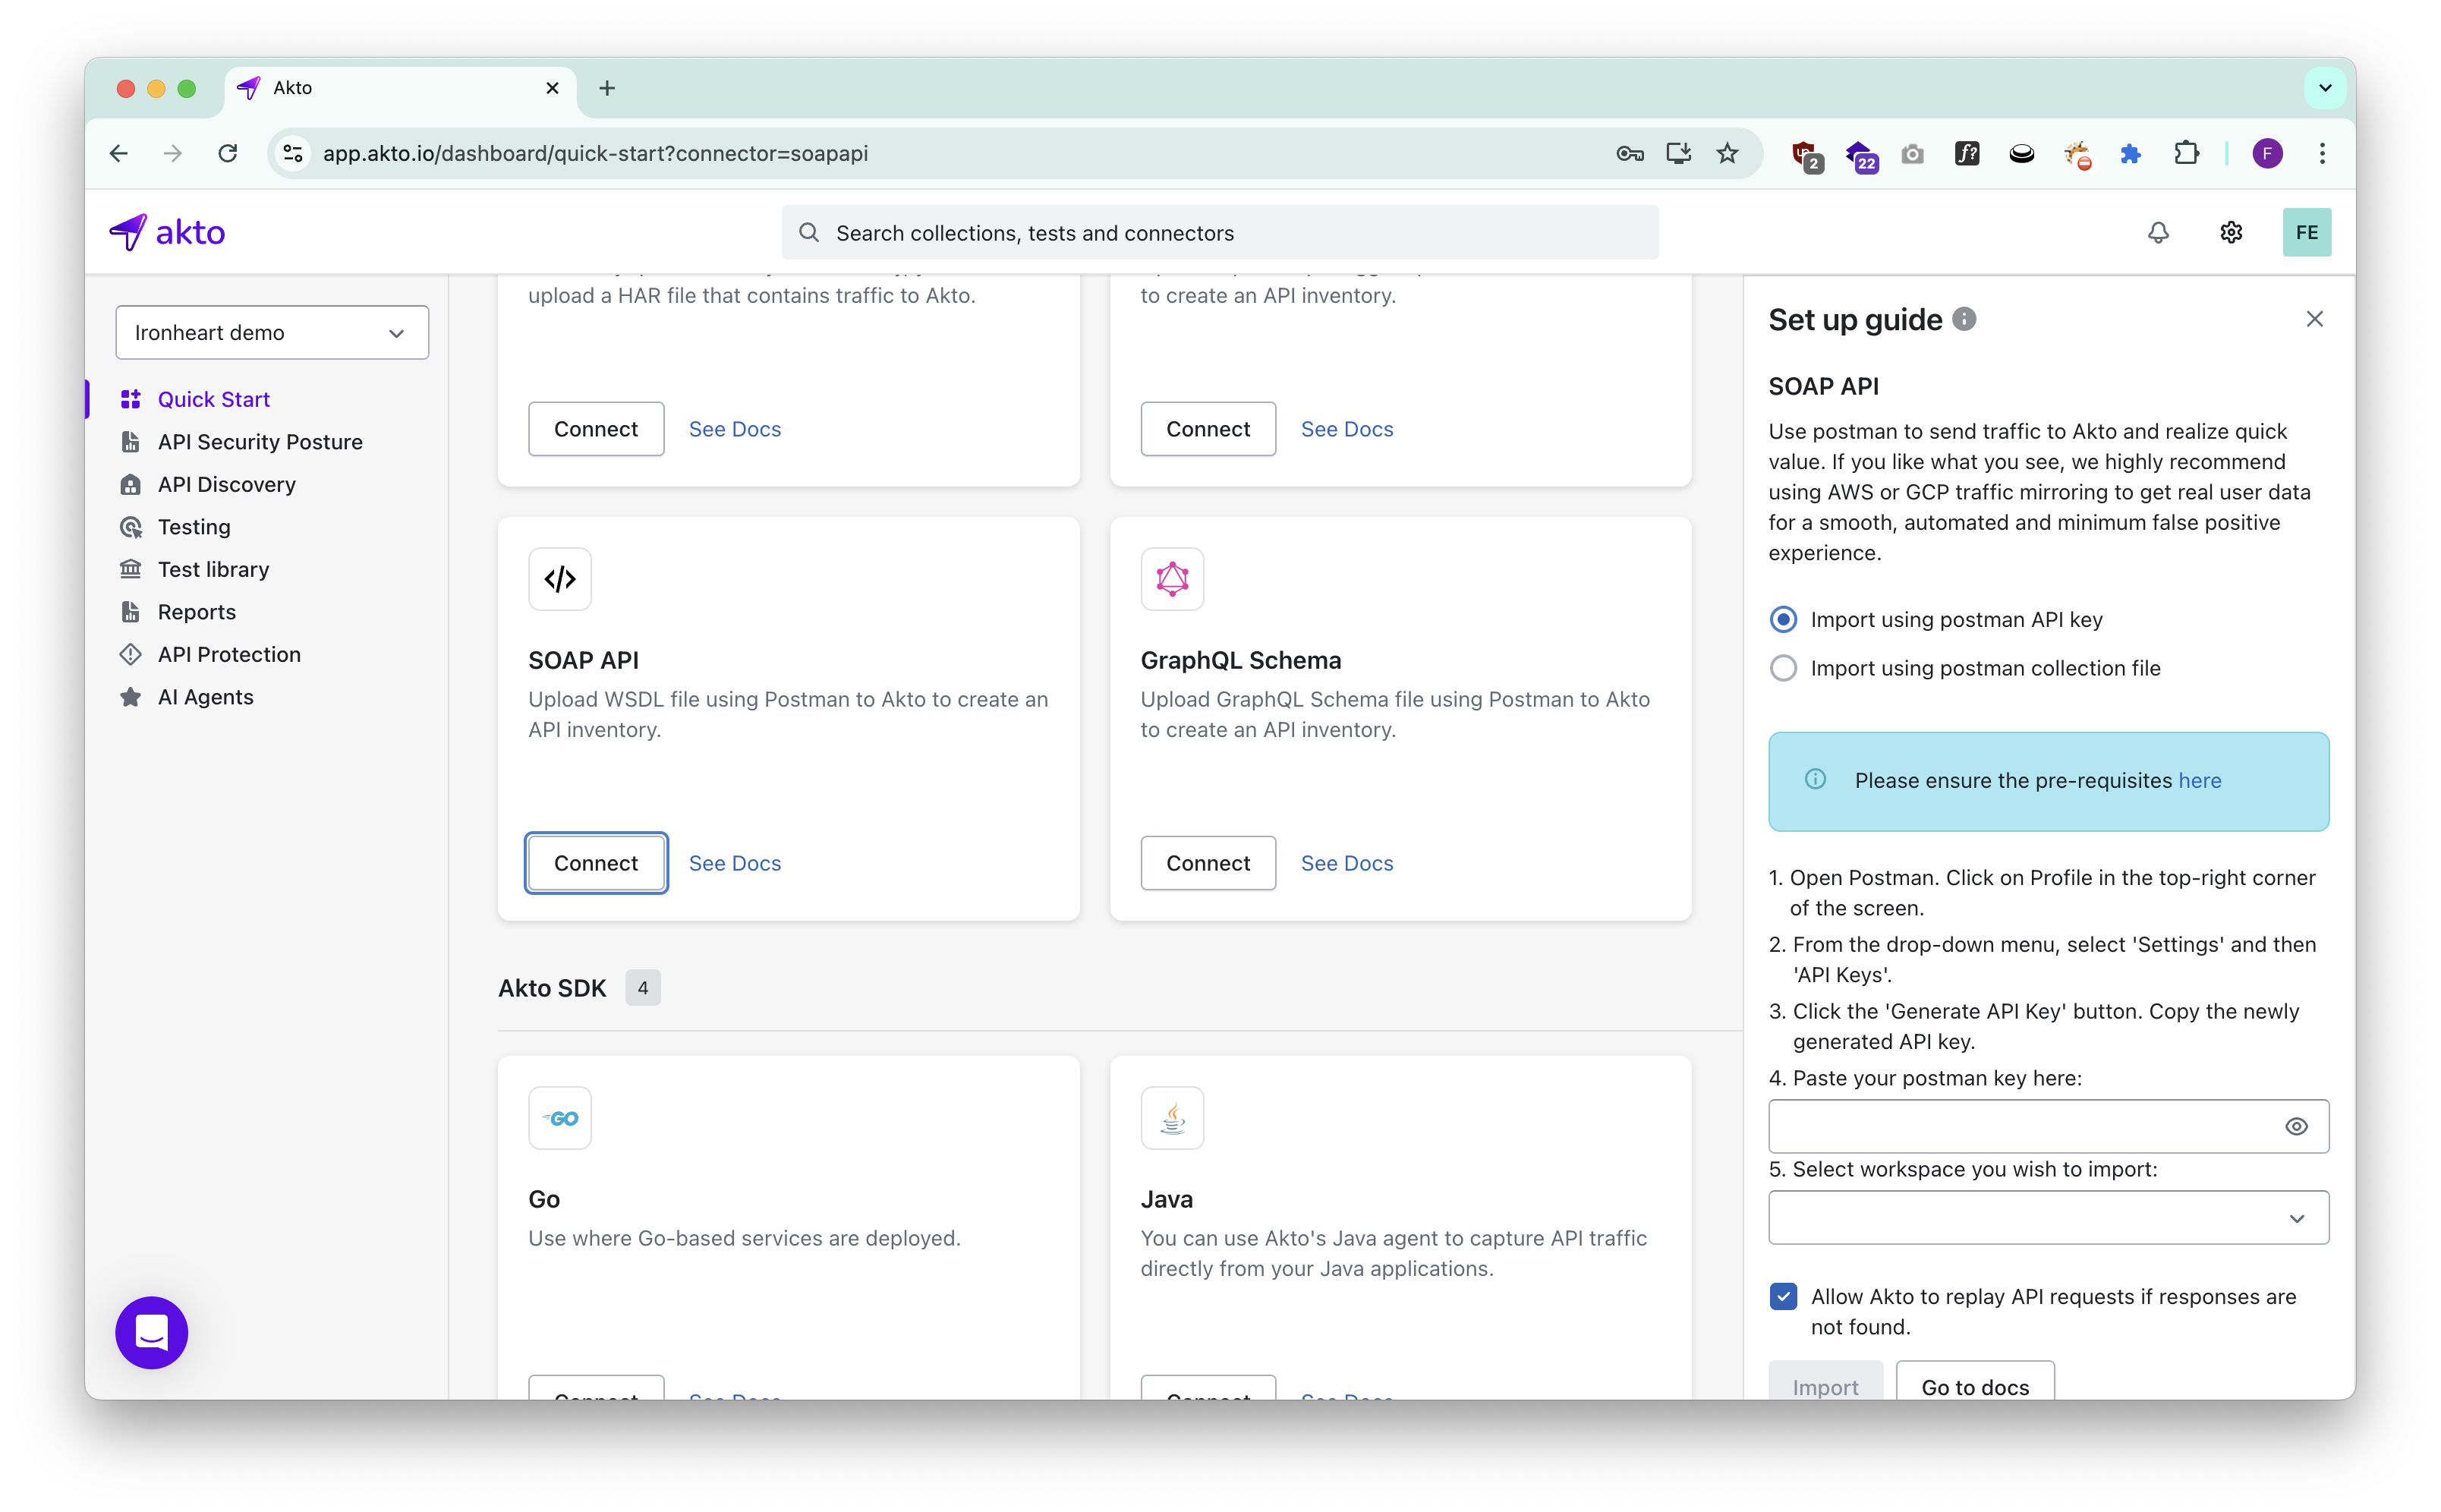 Akto
app.akto.io/dashboard/quick-start?connector=soapapi
2
22
f?
F
akto
Search collections, tests and connectors
FE
Ironheart demo
Quick Start
API Security Posture
API Discovery
Testing
Test library
Reports
API Protection
AI Agents
upload a HAR file that contains traffic to Akto.
Connect
See Docs
to create an API inventory.
Connect
See Docs
SOAP API
Upload WSDL file using Postman to Akto to create an
API inventory.
Connect
See Docs
GraphQL Schema
Upload GraphQL Schema file using Postman to Akto
to create an API inventory.
Connect
See Docs
Akto SDK
4
GO
Go
Use where Go-based services are deployed.
Connect
See Docs
Java
You can use Akto's Java agent to capture API traffic
directly from your Java applications.
Connect
See Docs
Set up guide
SOAP API
Use postman to send traffic to Akto and realize quick
value. If you like what you see, we highly recommend
using AWS or GCP traffic mirroring to get real user data
for a smooth, automated and minimum false positive
experience.
Import using postman API key
Import using postman collection file
Please ensure the pre-requisites here
1. Open Postman. Click on Profile in the top-right corner
of the screen.
2. From the drop-down menu, select 'Settings' and then
'API Keys'.
3. Click the 'Generate API Key' button. Copy the newly
generated API key.
4. Paste your postman key here:
5. Select workspace you wish to import:
Allow Akto to replay API requests if responses are
not found.
Import
Go to docs